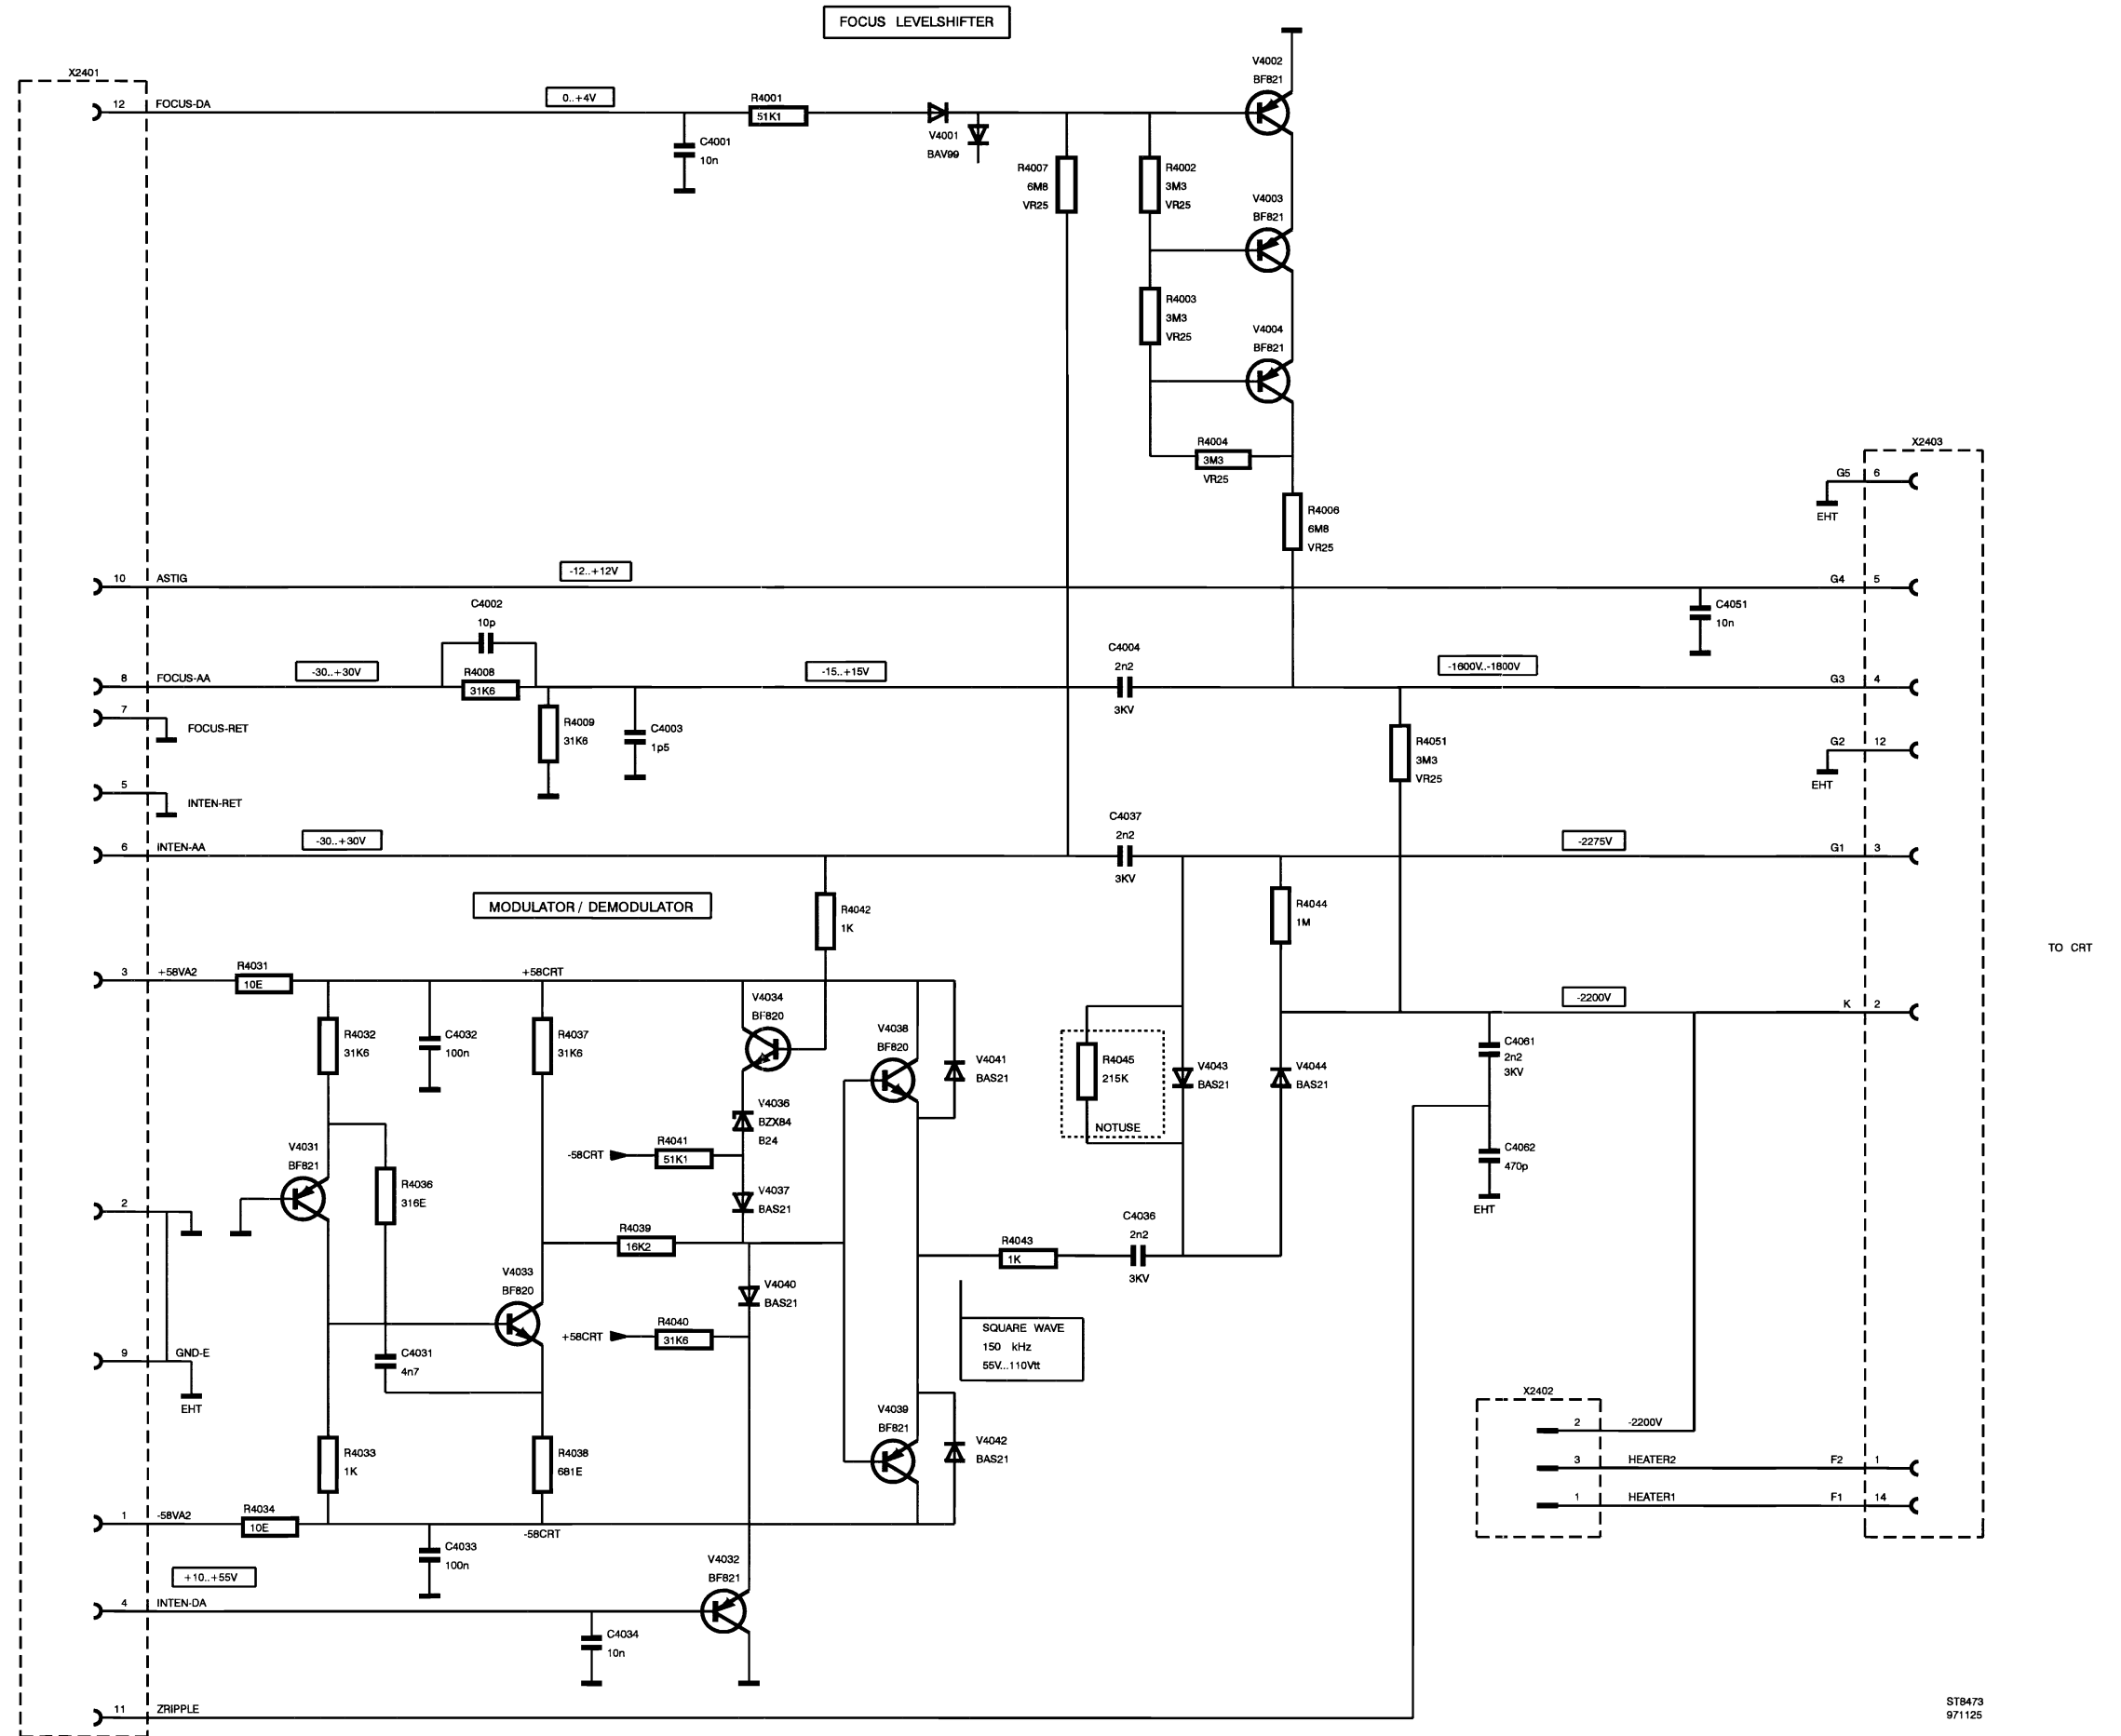 FOCUS LEVELSHIFTER
X2401
12 FOCUS-DA
0..+4V
R4001
51K1
C4001
10n
V4001
BAV99
V4002
BF821
R4007
6M8
VR25
R4002
3M3
VR25
V4003
BF821
R4003
3M3
VR25
V4004
BF821
R4004
3M3
VR25
R4006
6M8
VR25
X2403
G5 6
EHT
10 ASTIG
-12..+12V
G4 5
C4051
10n
C4002
10p
8 FOCUS-AA
-30..+30V
R4008
31K6
-15..+15V
C4004
2n2
3KV
-1600V..-1800V
G3 4
7
FOCUS-RET
R4009
31K6
C4003
1p5
R4051
3M3
VR25
G2 12
EHT
5
INTEN-RET
6 INTEN-AA
-30..+30V
C4037
2n2
3KV
-2275V
G1 3
MODULATOR / DEMODULATOR
R4042
1K
R4044
1M
TO CRT
3 +58VA2
R4031
10E
+58CRT
-2200V
K 2
R4032
31K6
C4032
100n
R4037
31K6
V4034
BF820
V4038
BF820
V4041
BAS21
R4045
215K
NOTUSE
V4043
BAS21
V4044
BAS21
C4061
2n2
3KV
V4036
BZX84
B24
-58CRT
R4041
51K1
V4031
BF821
R4036
316E
V4037
BAS21
C4062
470p
EHT
2
R4039
16K2
R4043
1K
C4036
2n2
3KV
V4033
BF820
V4040
BAS21
+58CRT
R4040
31K6
SQUARE WAVE
150 kHz
55V...110Vtt
9 GND-E
EHT
C4031
4n7
X2402
2 -2200V
3 HEATER2
F2 1
1 HEATER1
F1 14
R4033
1K
R4038
681E
V4039
BF821
V4042
BAS21
1 -58VA2
R4034
10E
-58CRT
C4033
100n
+10..+55V
V4032
BF821
4 INTEN-DA
C4034
10n
11 ZRIPPLE
ST8473
971125